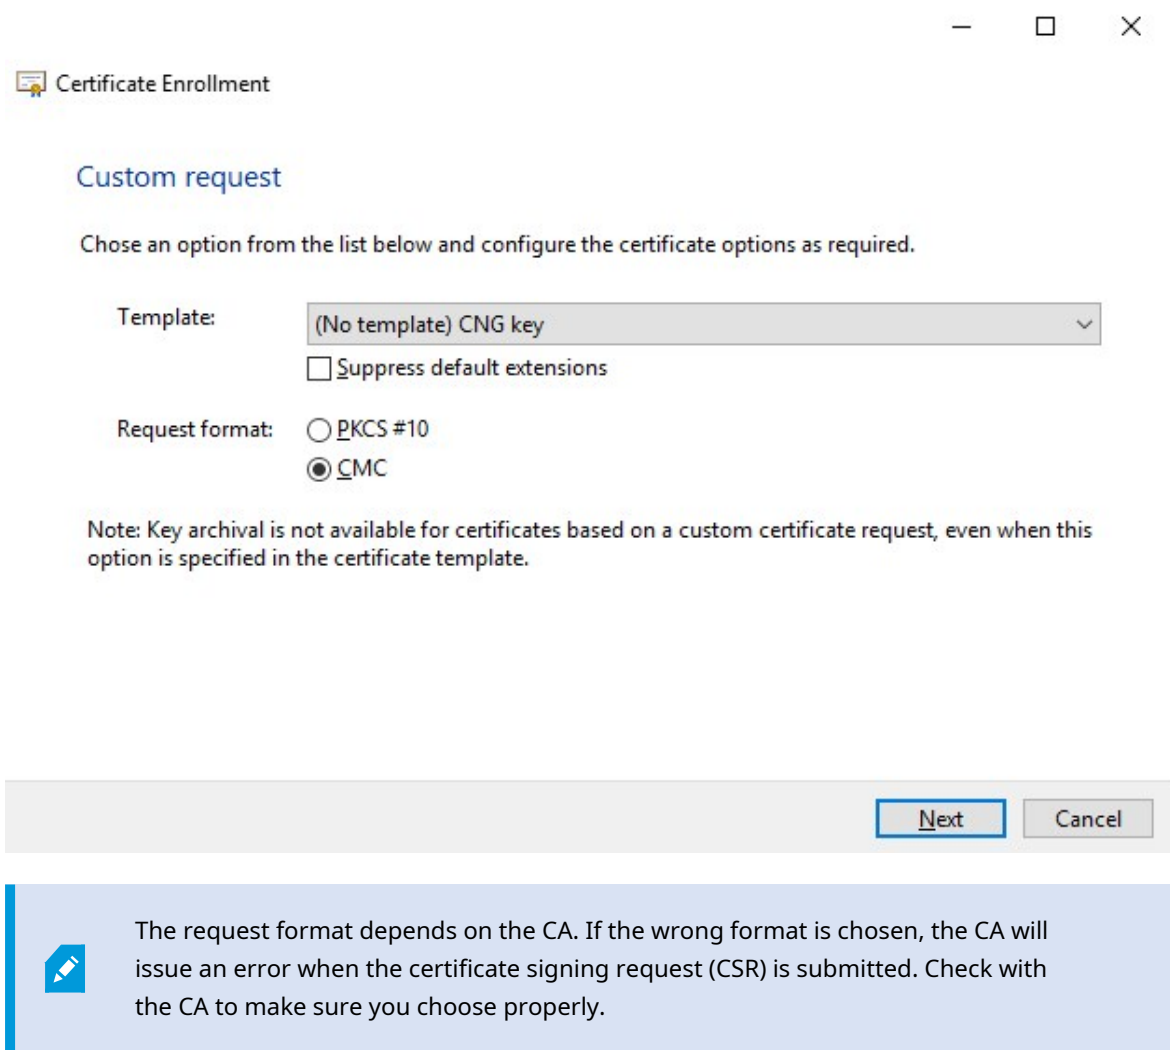 Certificate Enrollment
Custom request
Chose an option from the list below and configure the certificate options as required.
Template:
(No template) CNG key
Suppress default extensions
Request format:
PKCS #10
CMC
Note: Key archival is not available for certificates based on a custom certificate request, even when this
option is specified in the certificate template.
Next
Cancel
The request format depends on the CA. If the wrong format is chosen, the CA will
issue an error when the certificate signing request (CSR) is submitted. Check with
the CA to make sure you choose properly.